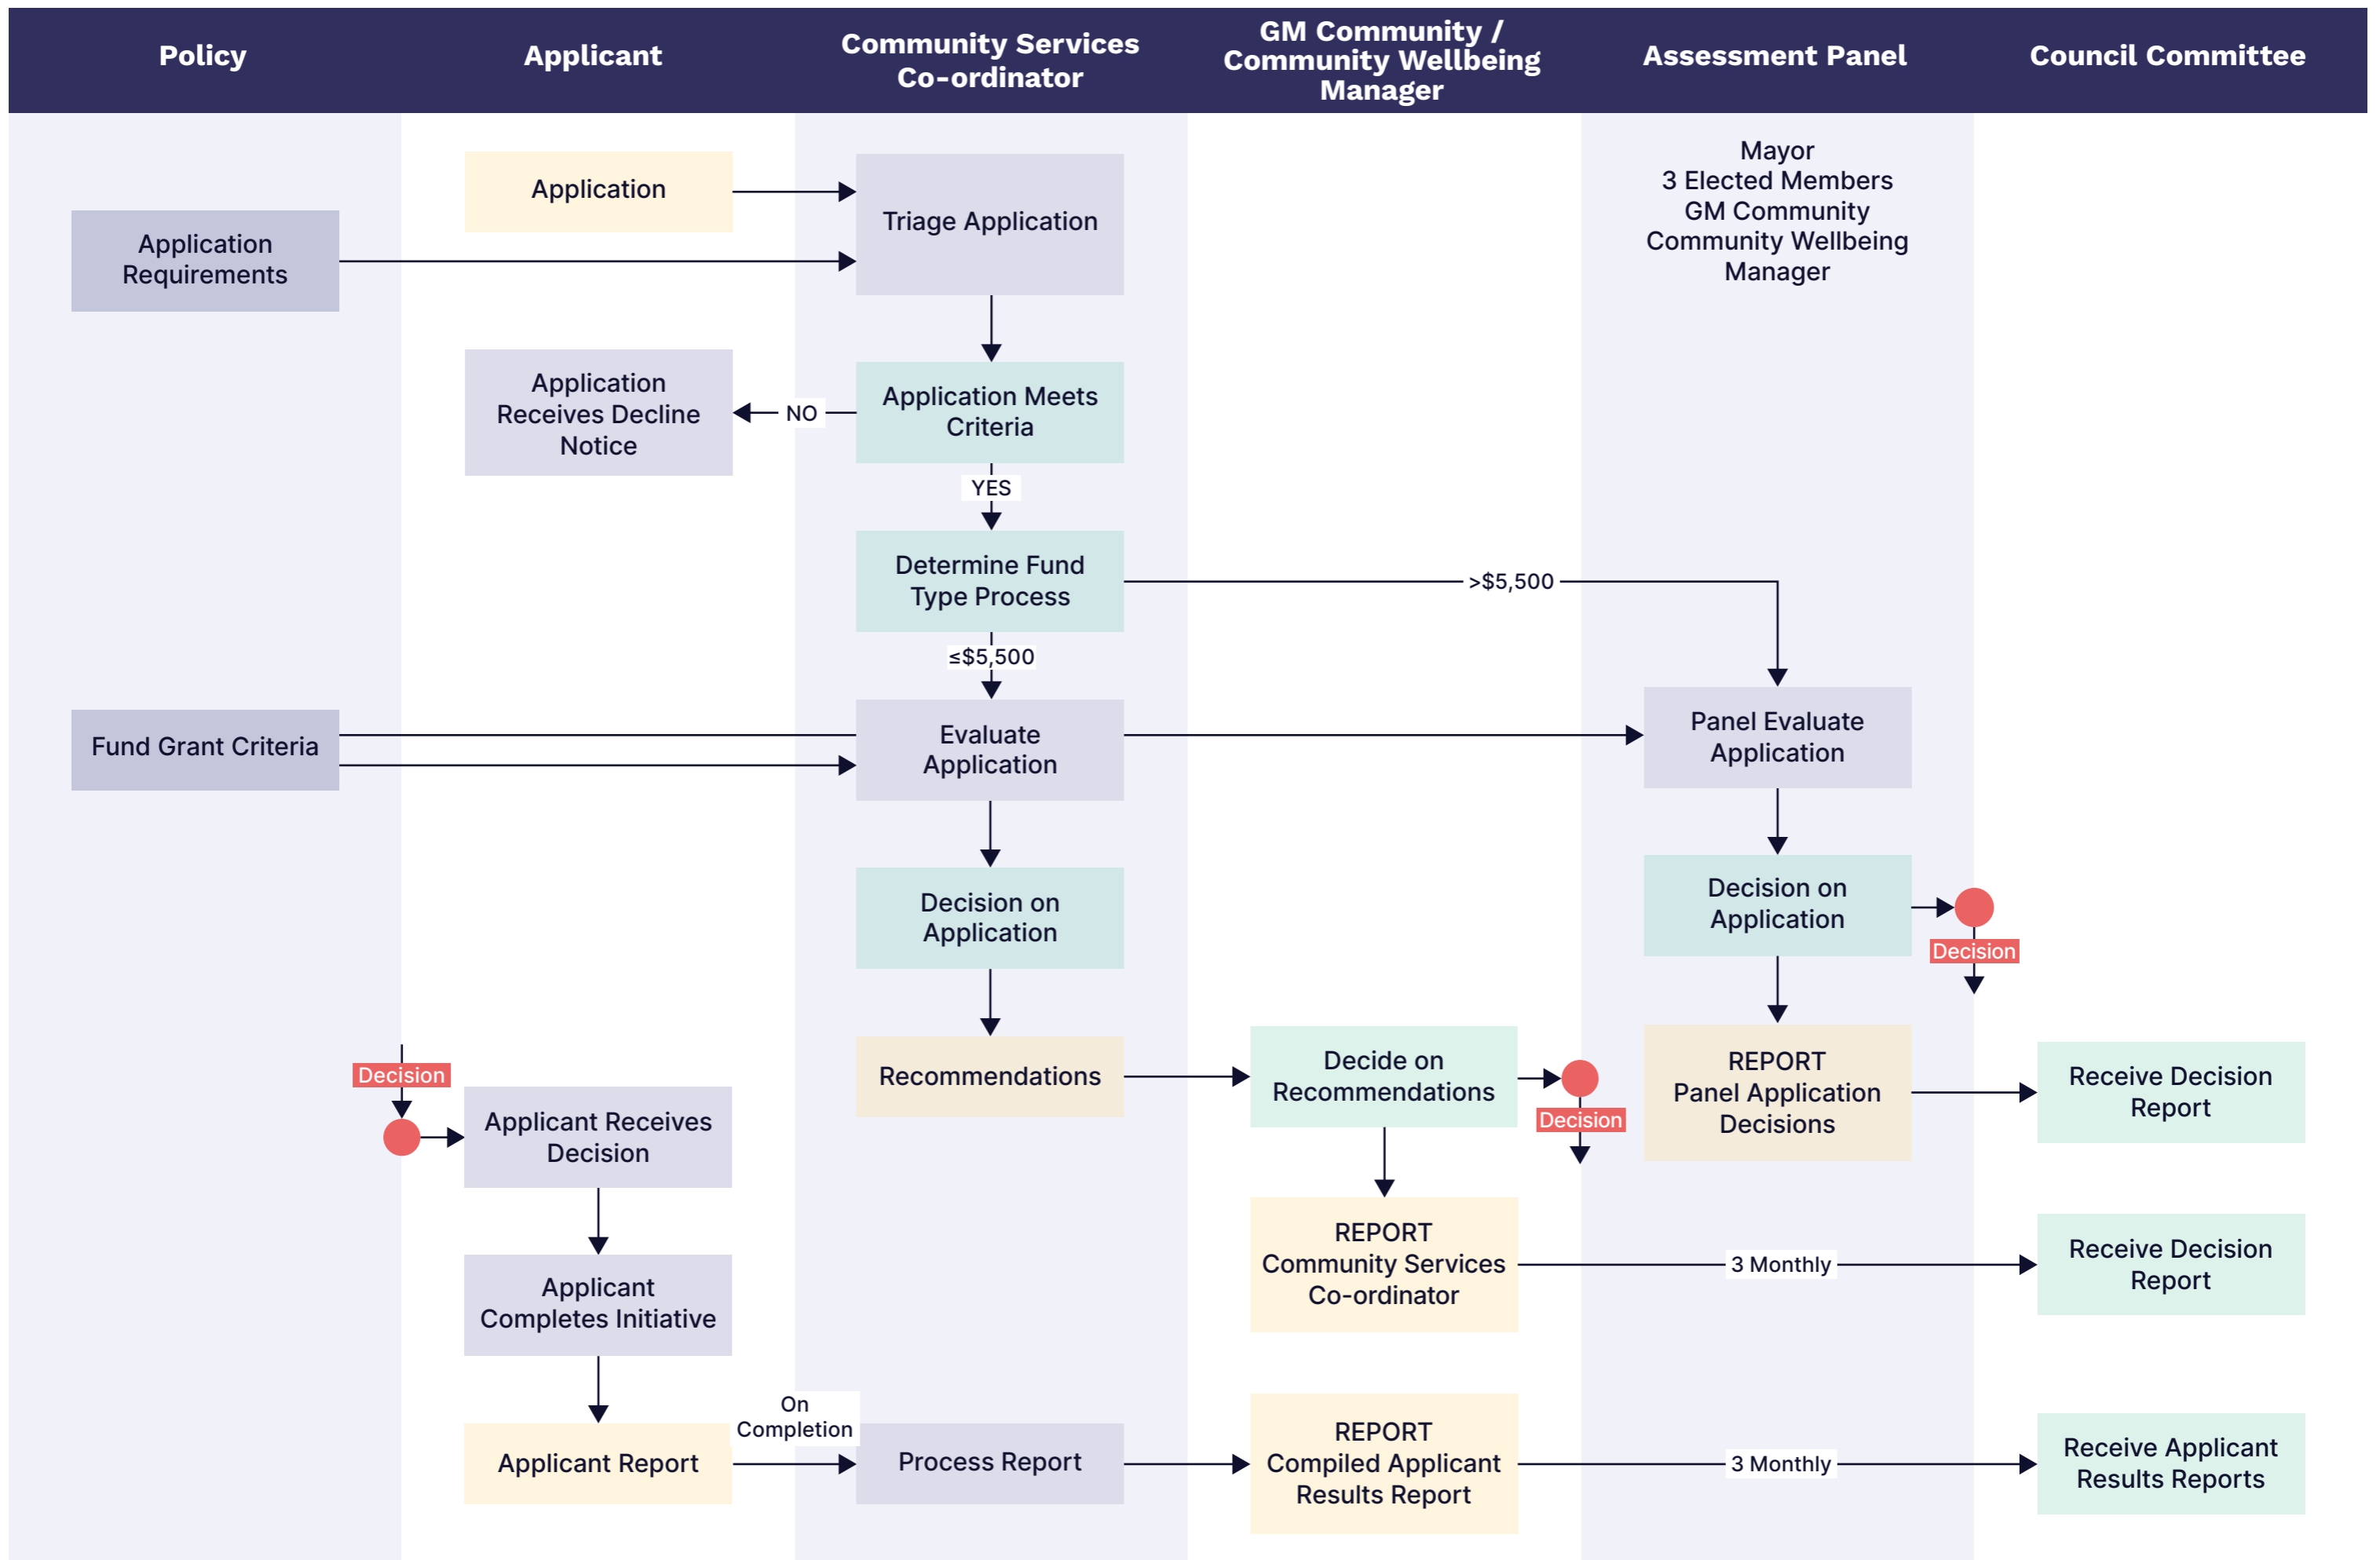 Policy
Applicant
Community Services
Co-ordinator
GM Community /
Community Wellbeing
Manager
Assessment Panel
Council Committee
Mayor
3 Elected Members
GM Community
Community Wellbeing
Manager
Application
Triage Application
Application
Requirements
Application
Receives Decline
Notice
NO
Application Meets
Criteria
YES
Determine Fund
Type Process
>$5,500
≤$5,500
Fund Grant Criteria
Evaluate
Application
Panel Evaluate
Application
Decision on
Application
Decision on
Application
Decision
Decision
Applicant Receives
Decision
Recommendations
Decide on
Recommendations
Decision
REPORT
Panel Application
Decisions
Receive Decision
Report
Applicant
Completes Initiative
REPORT
Community Services
Co-ordinator
3 Monthly
Receive Decision
Report
Applicant Report
On
Completion
Process Report
REPORT
Compiled Applicant
Results Report
3 Monthly
Receive Applicant
Results Reports